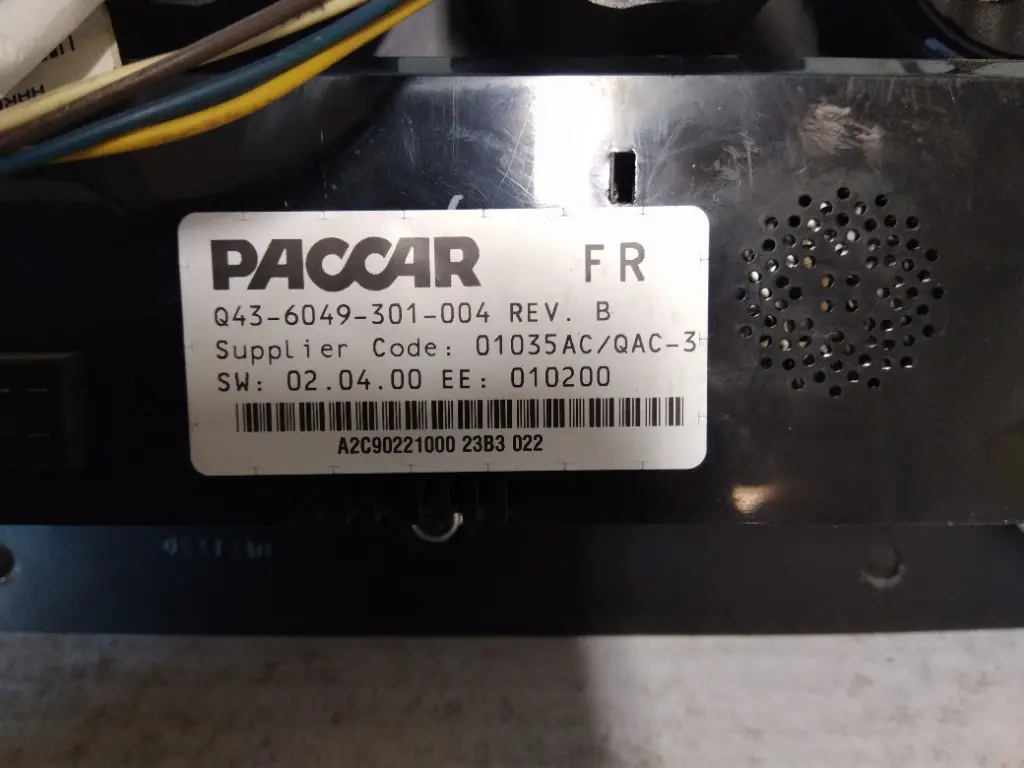 PACCAR FR
Q43-6049-301-004 REV. B
Supplier Code: 01035AC/QAC-3
SW: 02.04.00 EE: 010200
A2C90221000 23B3 022